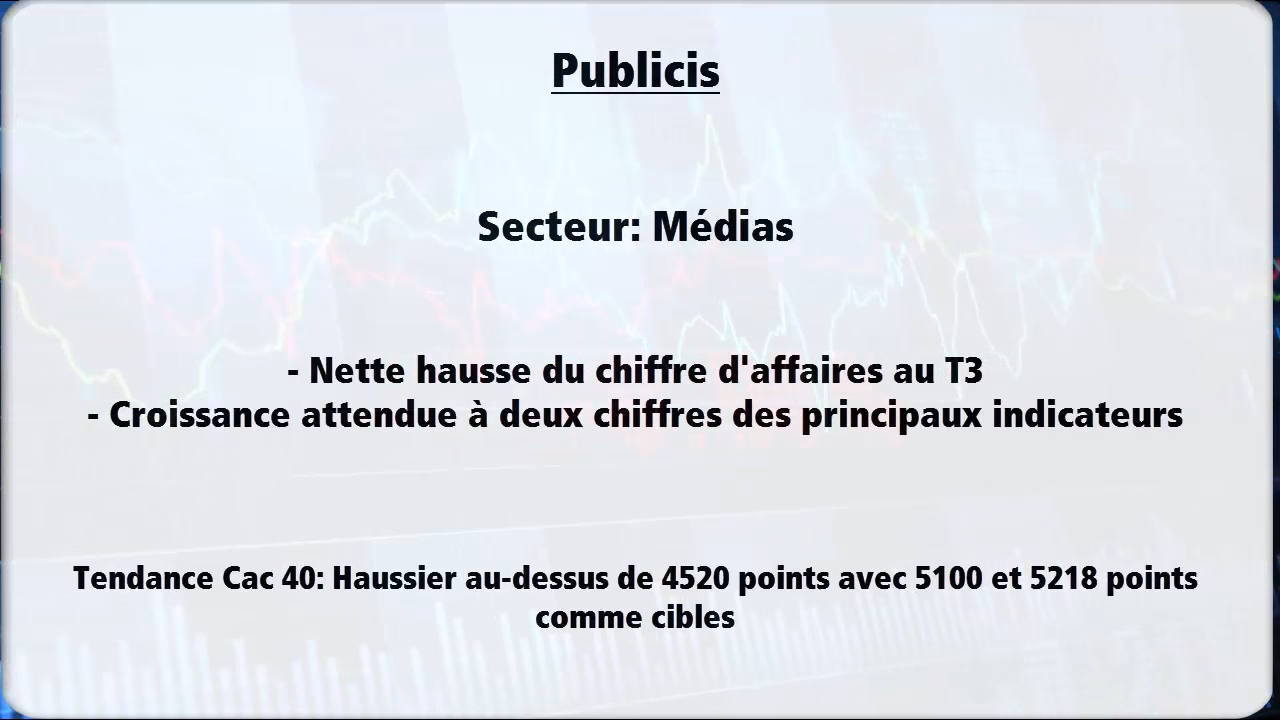 Publicis
Secteur: Médias
- Nette hausse du chiffre d'affaires au T3
- Croissance attendue à deux chiffres des principaux indicateurs
Tendance Cac 40: Haussier au-dessus de 4520 points avec 5100 et 5218 points
comme cibles